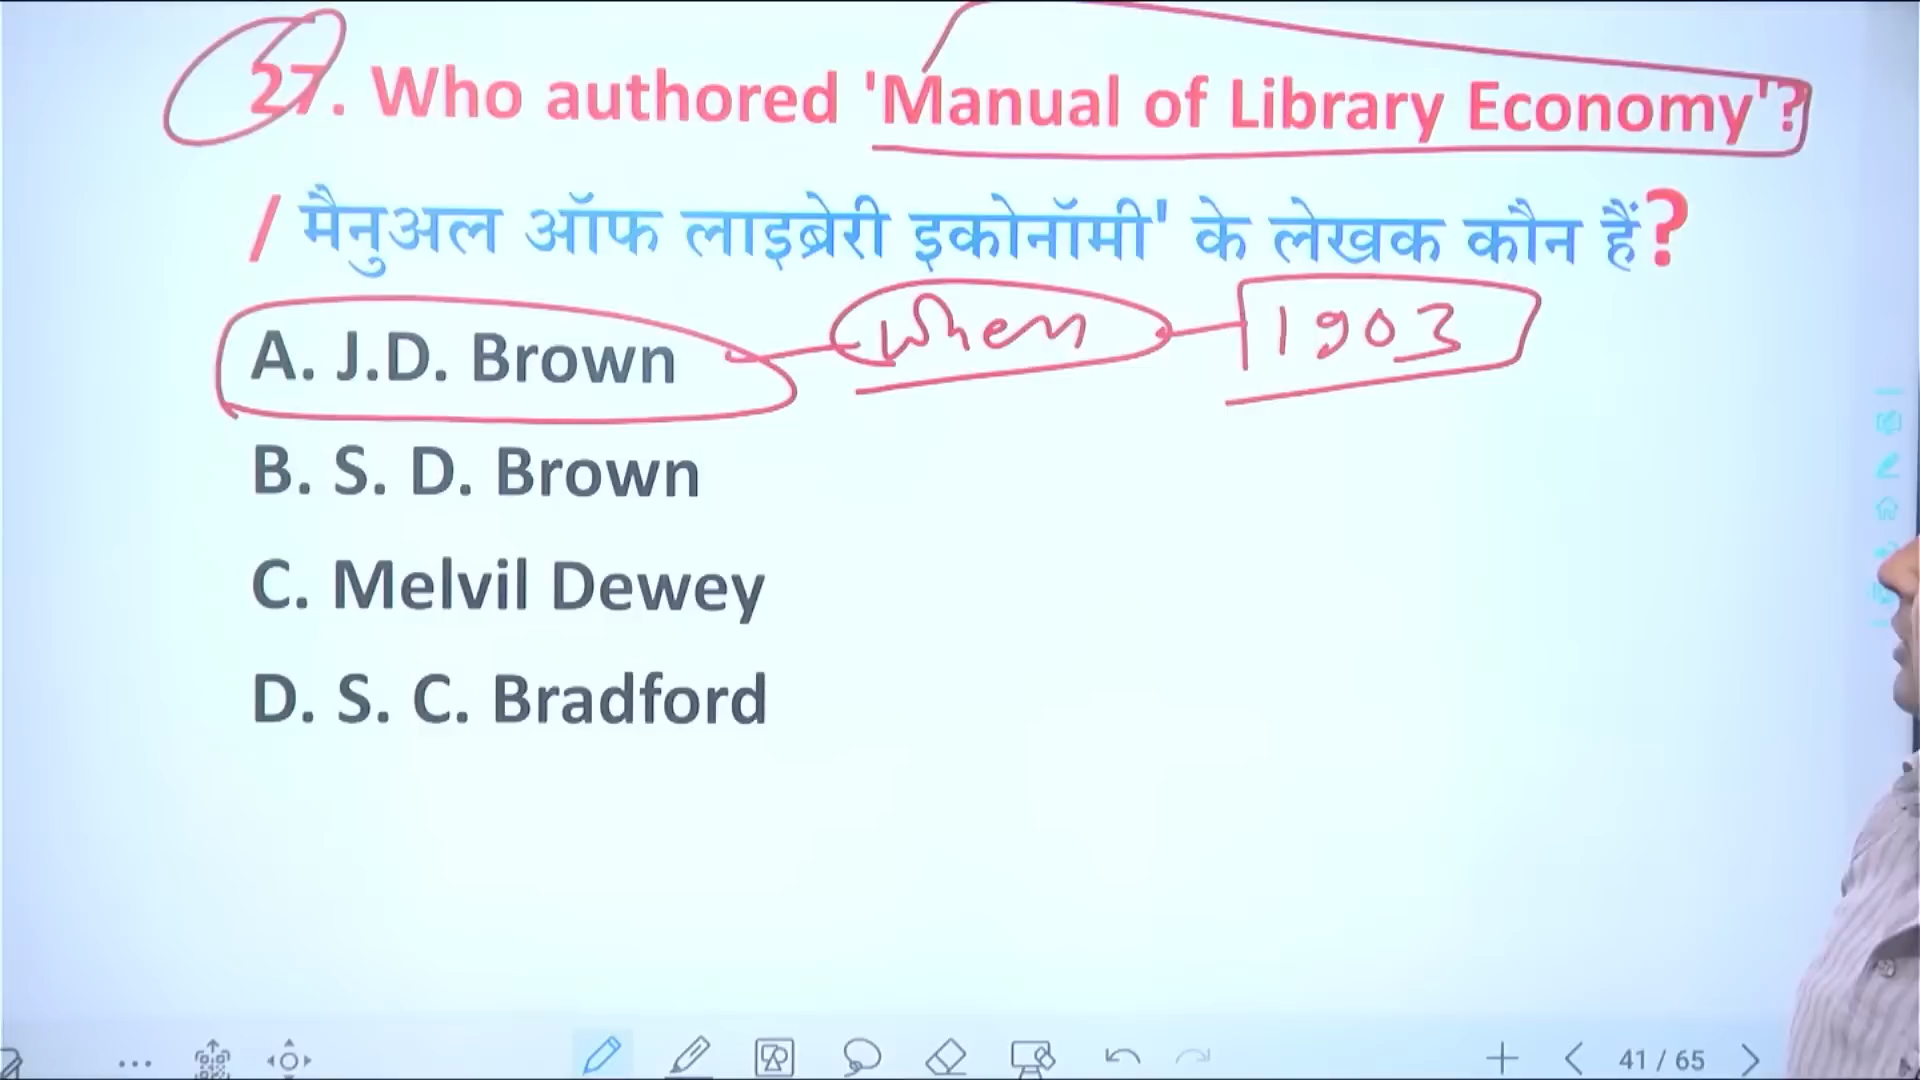 27. Who authored 'Manual of Library Economy'?
/ मैनुअल ऑफ लाइब्रेरी इकोनॉमी' के लेखक कौन हैं?
A. J.D. Brown when 1903
B. S. D. Brown
C. Melvil Dewey
D. S. C. Bradford
41 / 65